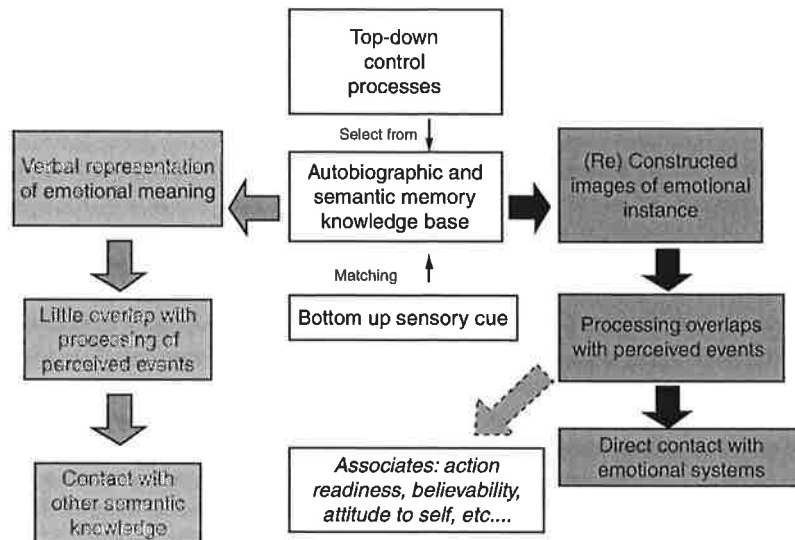 Top-down
control
processes
Select from
Verbal representation
of emotional meaning
Autobiographic and
semantic memory
knowledge base
(Re) Constructed
images of emotional
instance
Matching
Little overlap with
processing of
perceived events
Bottom up sensory cue
Processing overlaps
with perceived events
Contact with
other semantic
knowledge
Associates: action
readiness, believability,
attitude to self, etc....
Direct contact with
emotional systems